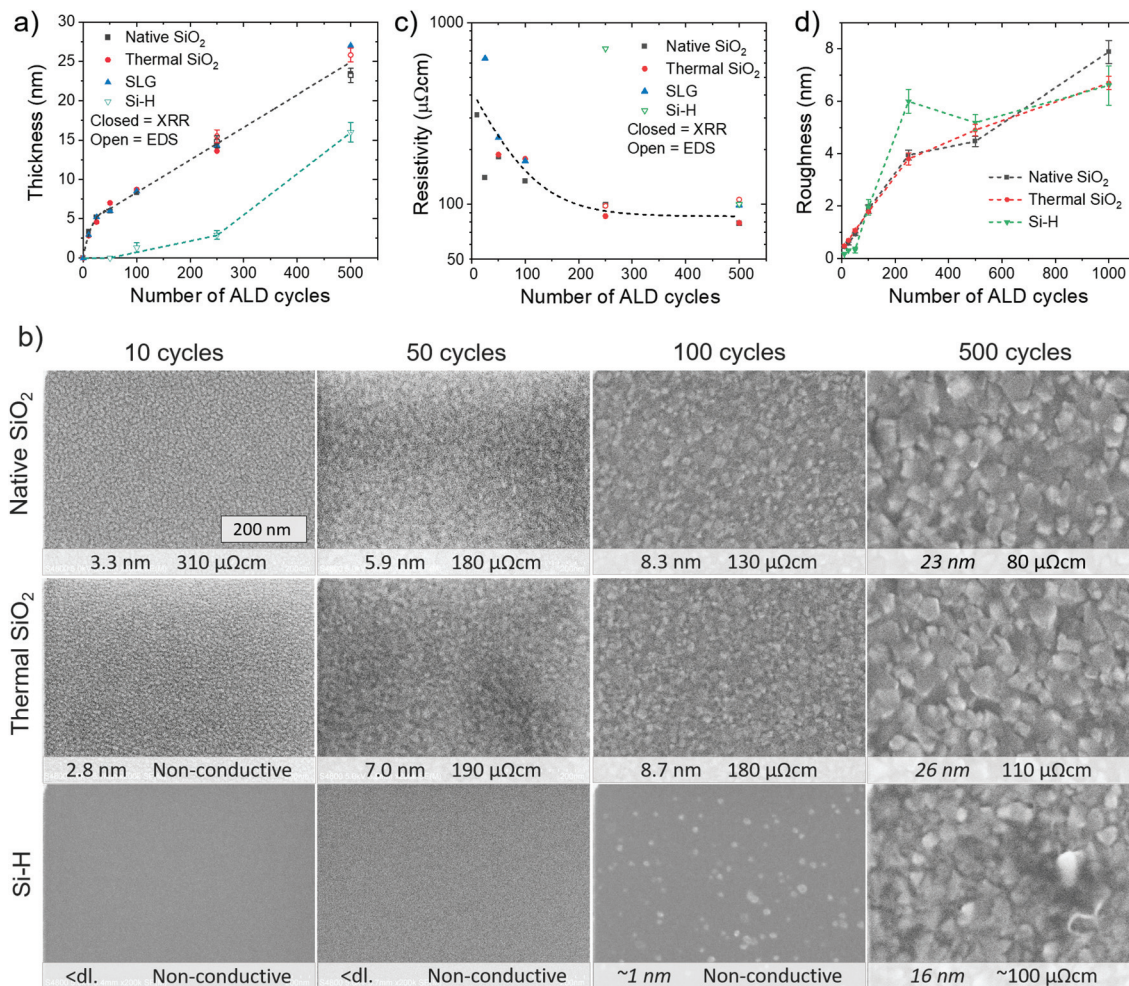 a)
Thickness (nm)
30
25
20
15
10
5
0
Native SiO₂
Thermal SiO₂
SLG
Si-H
Closed = XRR
Open = EDS
0 100 200 300 400 500
Number of ALD cycles
c)
Resistivity (µΩcm)
1000
100
50
Native SiO₂
Thermal SiO₂
SLG
Si-H
Closed = XRR
Open = EDS
0 100 200 300 400 500
Number of ALD cycles
d)
Roughness (nm)
8
6
4
2
0
Native SiO₂
Thermal SiO₂
Si-H
0 200 400 600 800 1000
Number of ALD cycles
b)
10 cycles 50 cycles 100 cycles 500 cycles
Native SiO₂
200 nm
3.3 nm 310 µΩcm 5.9 nm 180 µΩcm 8.3 nm 130 µΩcm 23 nm 80 µΩcm
Thermal SiO₂
2.8 nm Non-conductive 7.0 nm 190 µΩcm 8.7 nm 180 µΩcm 26 nm 110 µΩcm
Si-H
<dl. Non-conductive <dl. Non-conductive ~1 nm Non-conductive 16 nm ~100 µΩcm